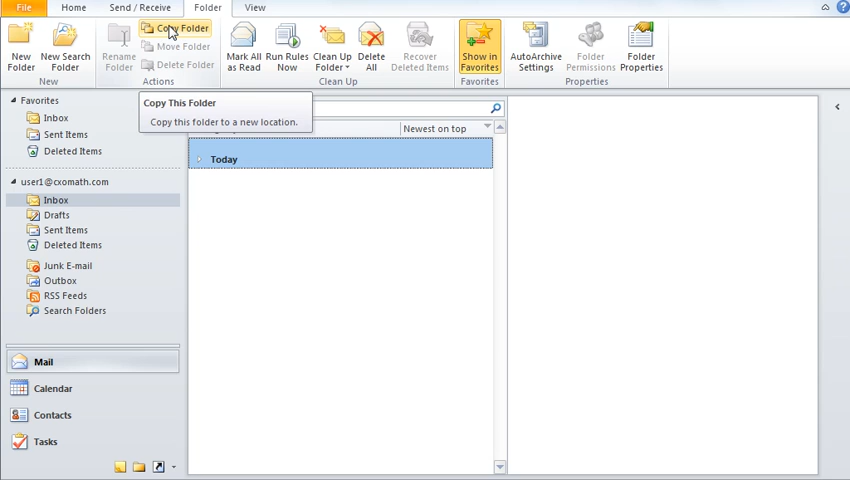 File Home Send / Receive Folder View
New Folder
New Search Folder
New
Rename Folder
Copy Folder
Move Folder
Delete Folder
Actions
Mark All as Read
Run Rules Now
Clean Up Folder
Delete All
Recover Deleted Items
Clean Up
Show in Favorites
Favorites
AutoArchive Settings
Folder Permissions
Folder Properties
Properties
Copy This Folder
Copy this folder to a new location.
Favorites
Inbox
Sent Items
Deleted Items
user1@cxomath.com
Inbox
Drafts
Sent Items
Deleted Items
Junk E-mail
Outbox
RSS Feeds
Search Folders
Mail
Calendar
Contacts
Tasks
Newest on top
Today